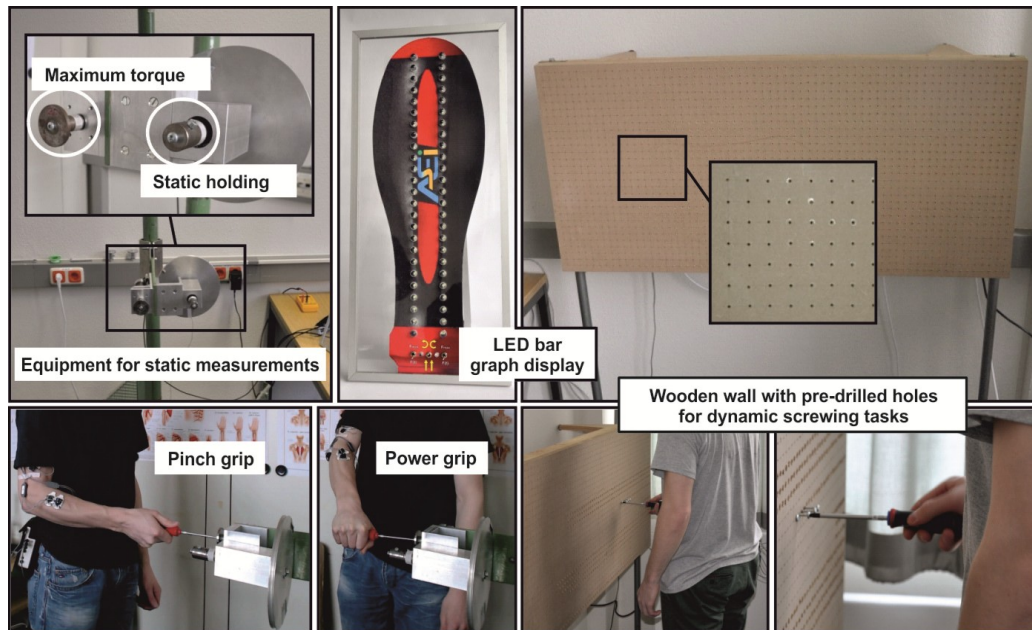 Maximum torque
Static holding
Equipment for static measurements
LED bar
graph display
Wooden wall with pre-drilled holes
for dynamic screwing tasks
Pinch grip
Power grip